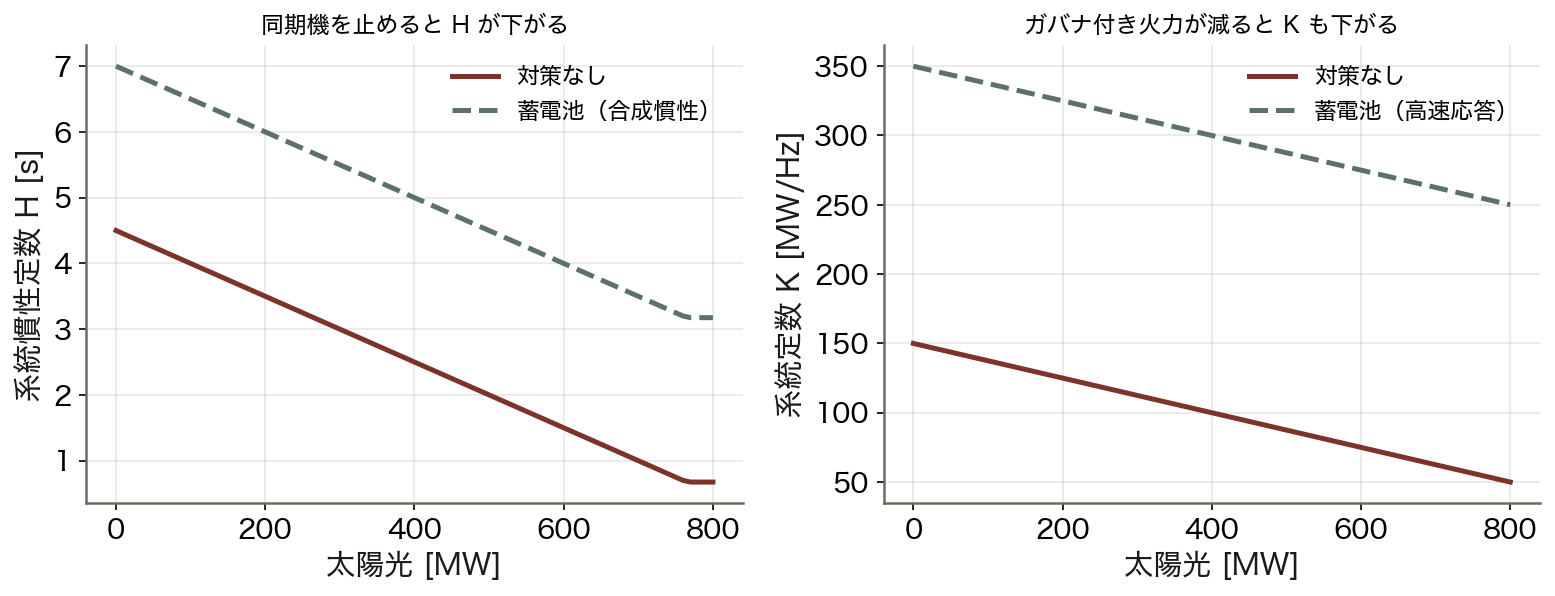 同期機を止めると H が下がる
対策なし
蓄電池（合成慣性）
系統慣性定数 H [s]
7
6
5
4
3
2
1
0 200 400 600 800
太陽光 [MW]
ガバナ付き火力が減ると K も下がる
対策なし
蓄電池（高速応答）
系統定数 K [MW/Hz]
350
300
250
200
150
100
50
0 200 400 600 800
太陽光 [MW]